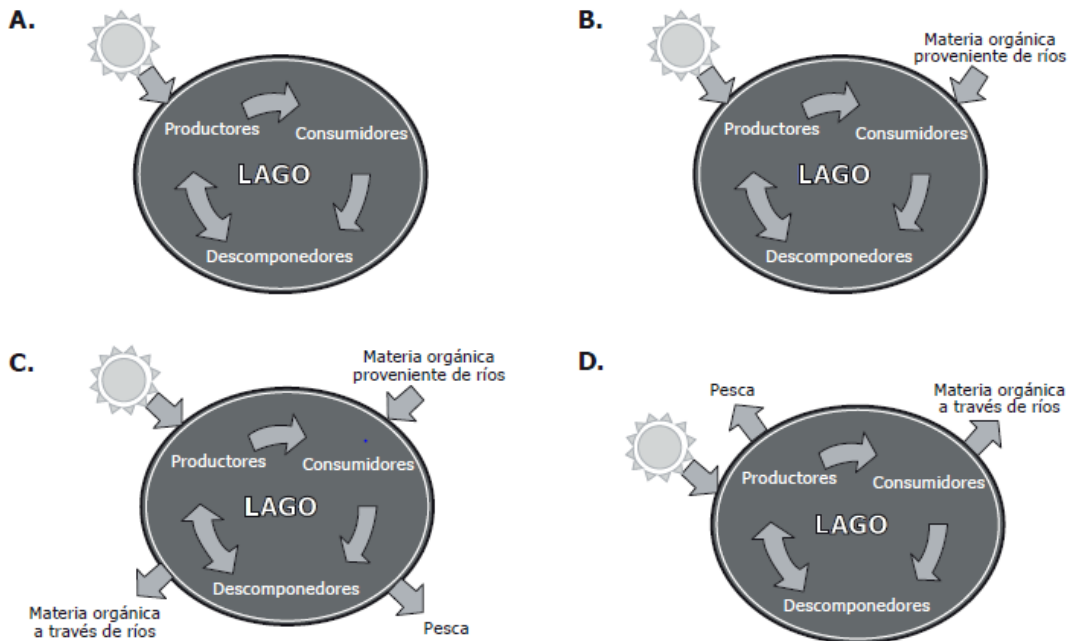 A.
Productores
Consumidores
LAGO
Descomponedores
B.
Materia orgánica
proveniente de ríos
Productores
Consumidores
LAGO
Descomponedores
C.
Materia orgánica
proveniente de ríos
Productores
Consumidores
LAGO
Descomponedores
Materia orgánica
a través de ríos
Pesca
D.
Pesca
Materia orgánica
a través de ríos
Productores
Consumidores
LAGO
Descomponedores